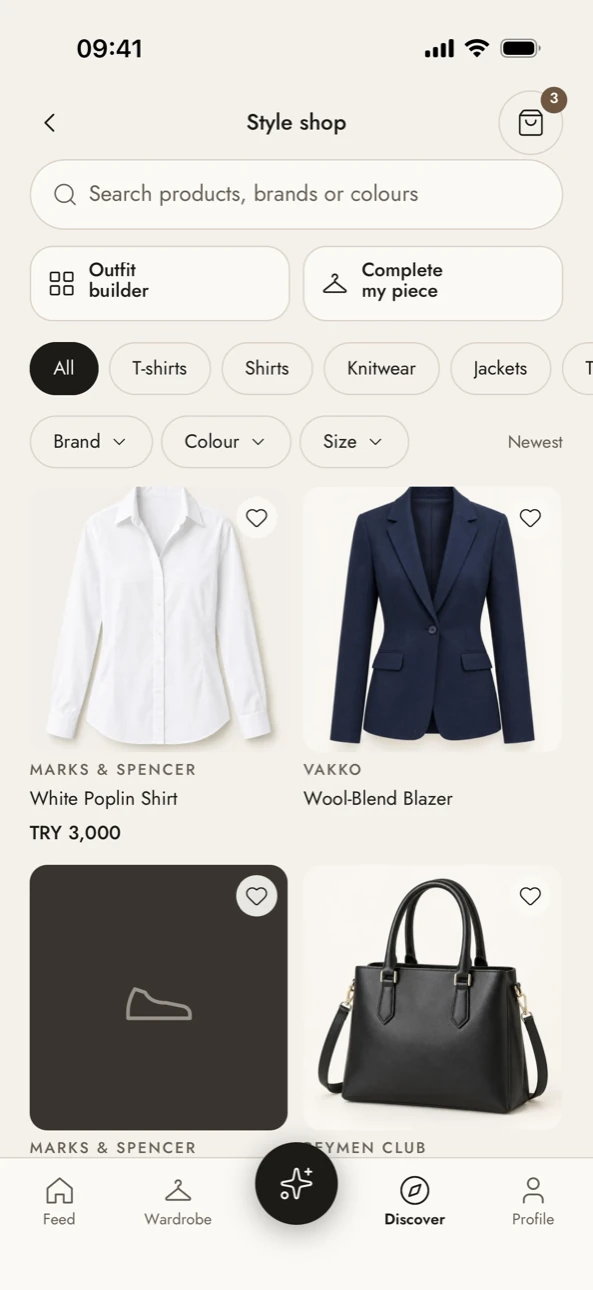 09:41
Style shop
3
Search products, brands or colours
Outfit
builder
Complete
my piece
All
T-shirts
Shirts
Knitwear
Jackets
T
Brand
Colour
Size
Newest
MARKS & SPENCER
White Poplin Shirt
TRY 3,000
VAKKO
Wool-Blend Blazer
MARKS & SPENCER
EYMEN CLUB
Feed
Wardrobe
Discover
Profile